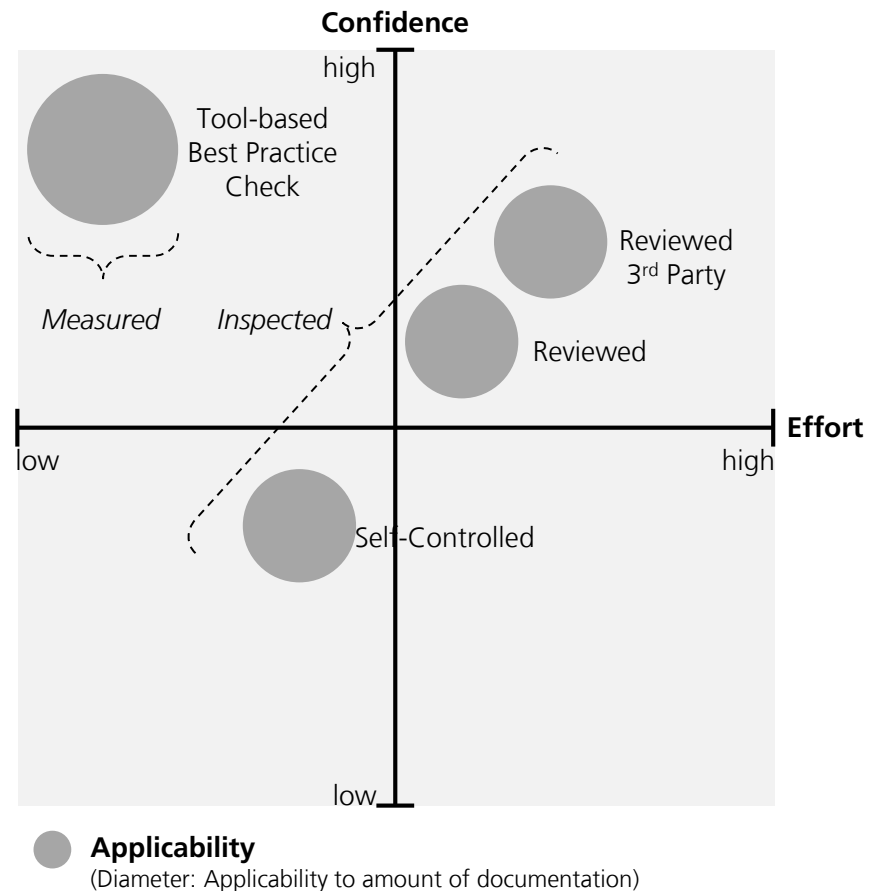 Confidence
high
Tool-based
Best Practice
Check
Reviewed
3rd Party
Measured
Inspected
Reviewed
Effort
low
high
Self-Controlled
low
Applicability
(Diameter: Applicability to amount of documentation)